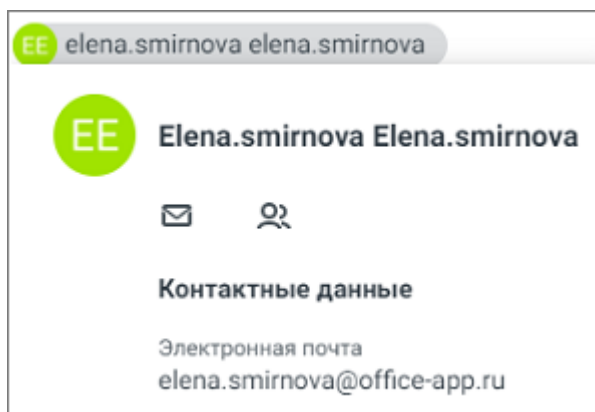 EE elena.smirnova elena.smirnova
EE Elena.smirnova Elena.smirnova
Контактные данные
Электронная почта
elena.smirnova@office-app.ru